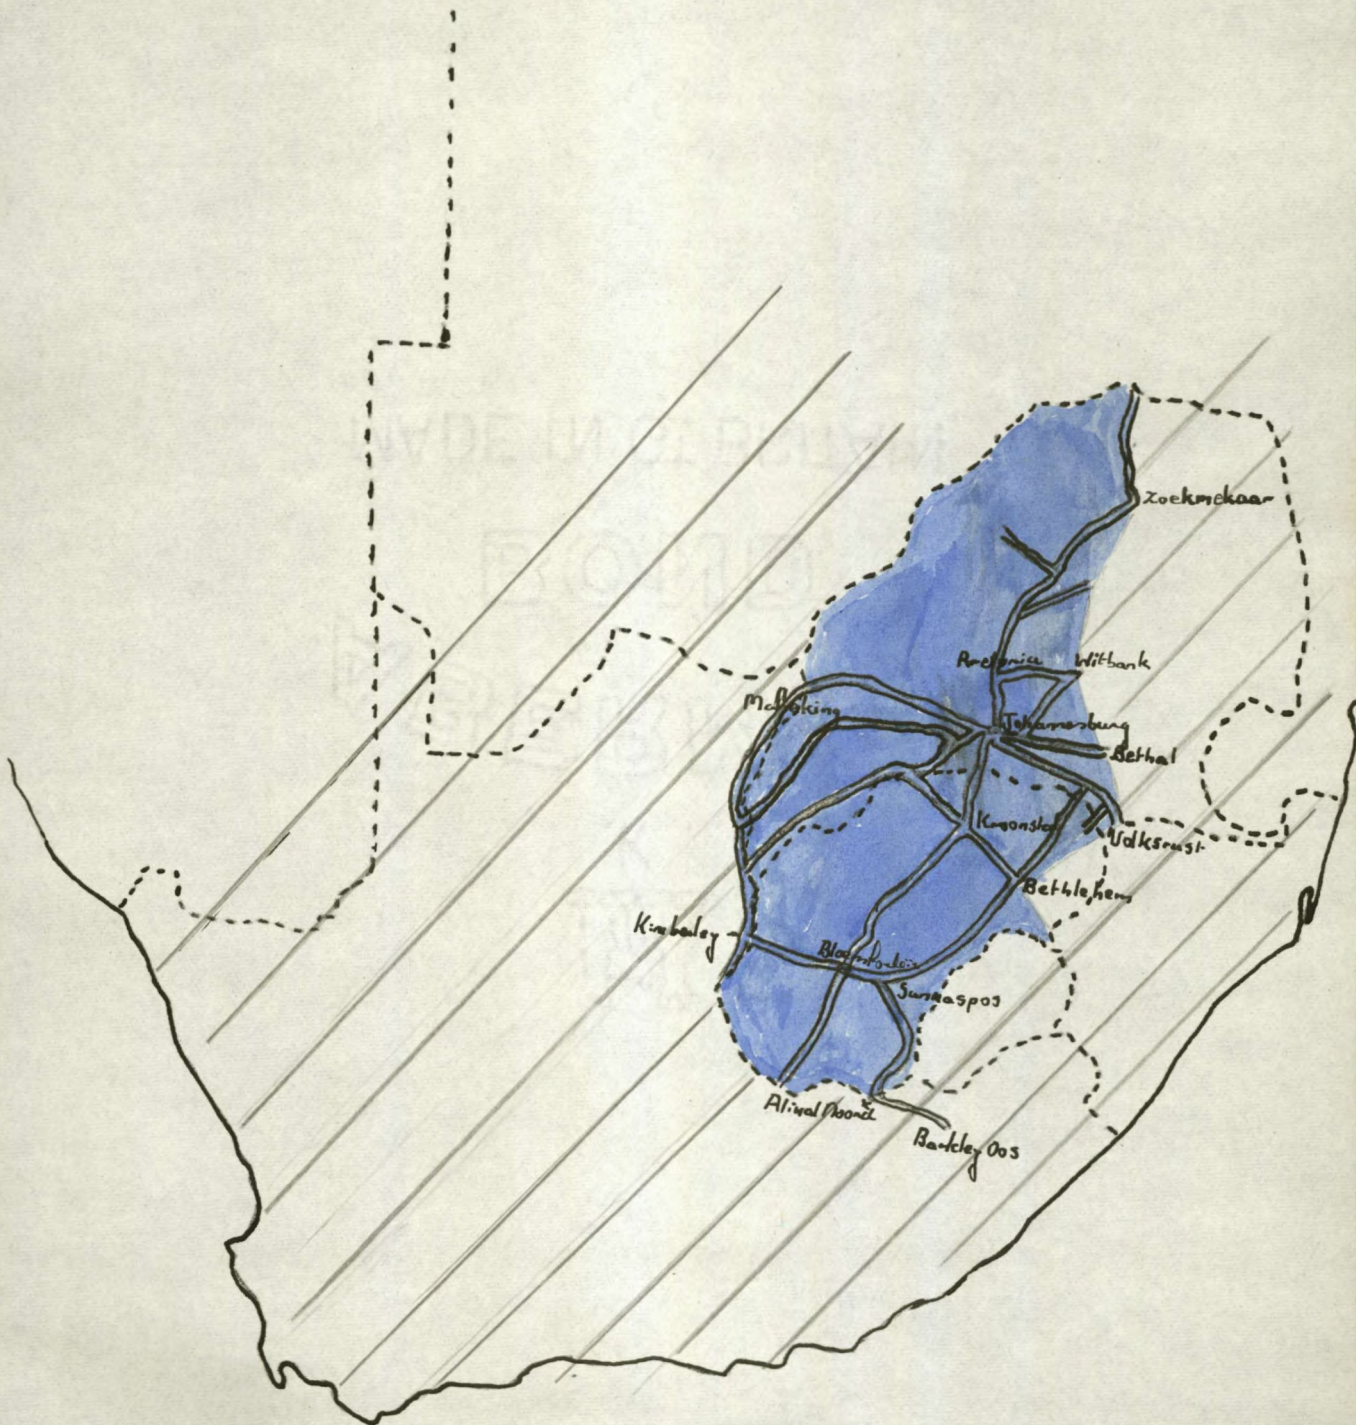 Zoekmekaar
Pretoria
Witbank
Mafeking
Johannesburg
Bethal
Kroonstad
Volksrust
Bethlehem
Kimberley
Bloemfontein
Sannaspos
Aliwal Noord
Barkley Oos